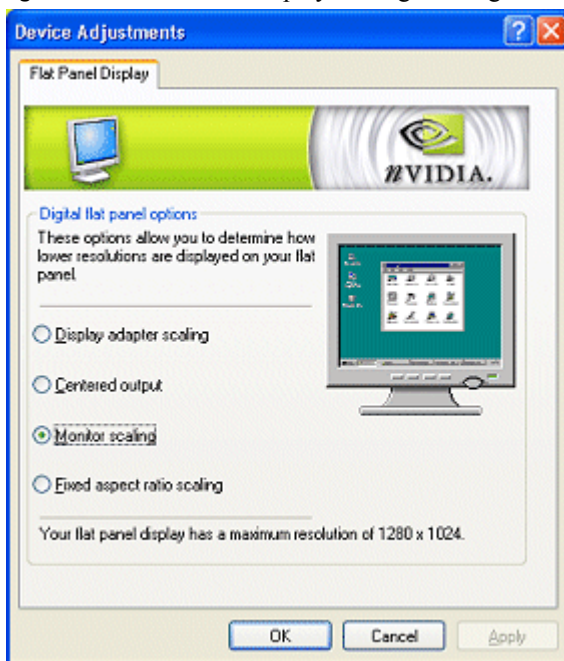 Device Adjustments
Flat Panel Display
nVIDIA.
Digital flat panel options
These options allow you to determine how
lower resolutions are displayed on your flat
panel.
Display adapter scaling
Centered output
Monitor scaling
Fixed aspect ratio scaling
Your flat panel display has a maximum resolution of 1280 x 1024.
OK Cancel Apply